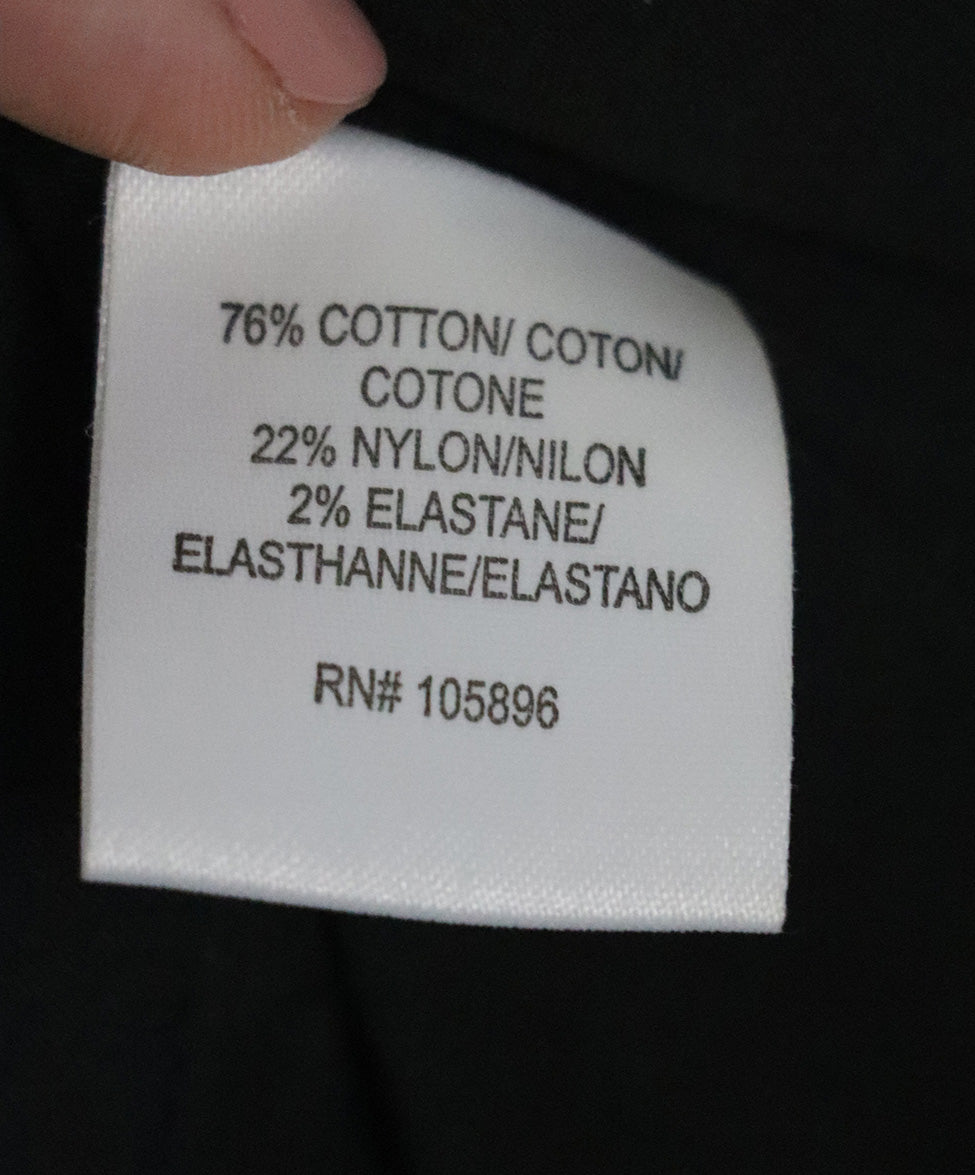 76% COTTON/ COTON/
COTONE
22% NYLON/NILON
2% ELASTANE/
ELASTHANNE/ELASTANO
RN# 105896